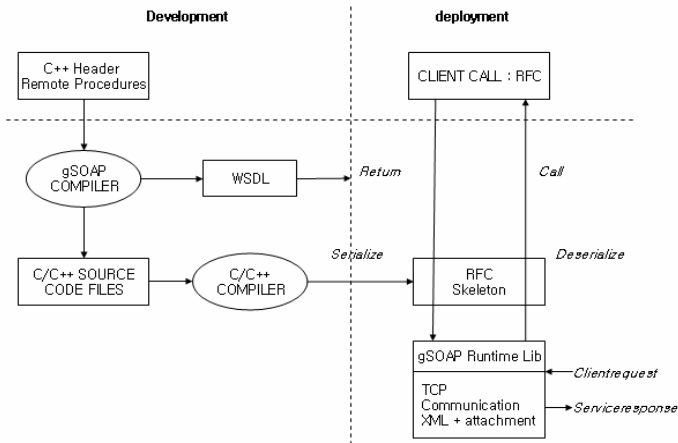 Development
deployment
C++ Header
Remote Procedures
CLIENT CALL : RFC
gSOAP
COMPILER
WSDL
Return
Call
Serialize
Deserialize
C/C++ SOURCE
CODE FILES
C/C++
COMPILER
RFC
Skeleton
gSOAP Runtime Lib
Clientrequest
TCP
Communication
XML + attachment
Serviceresponse